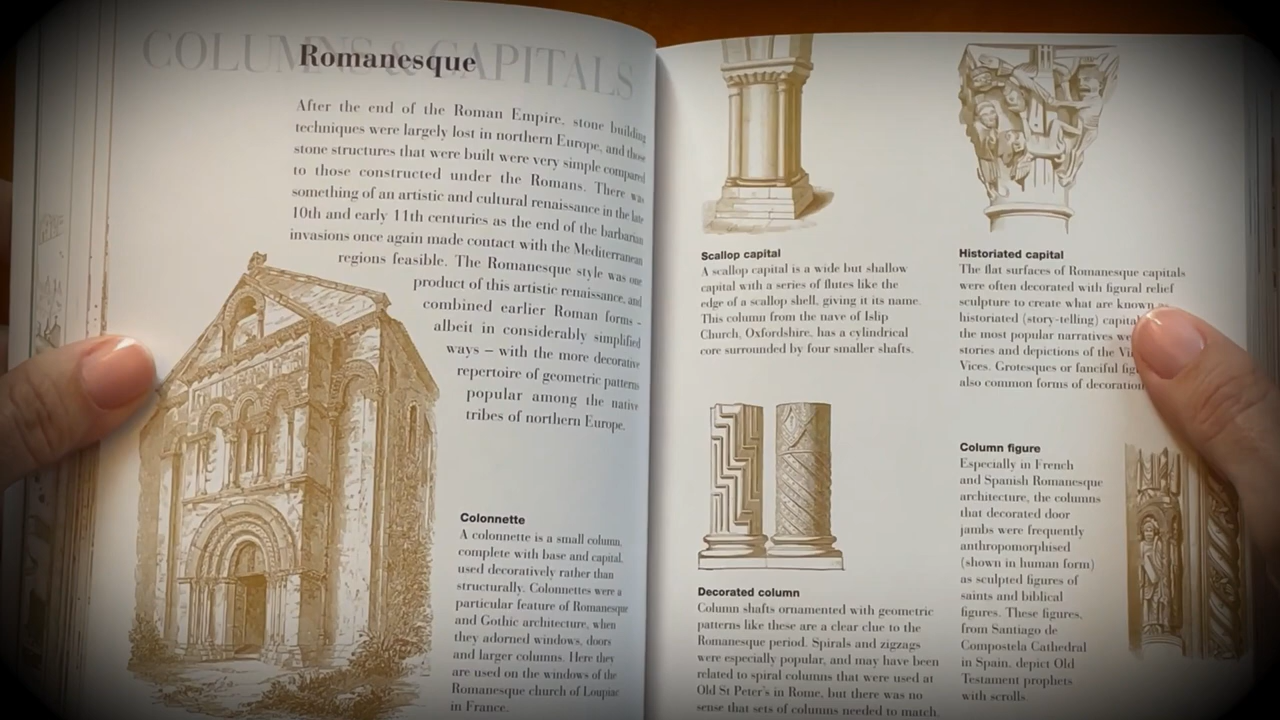 COLUMNS & CAPITALS
Romanesque
After the end of the Roman Empire, stone building
techniques were largely lost in northern Europe, and those
stone structures that were built were very simple compared
to those constructed under the Romans. There was
something of an artistic and cultural renaissance in the late
10th and early 11th centuries as the end of the barbarian
invasions once again made contact with the Mediterranean
regions feasible. The Romanesque style was one
product of this artistic renaissance, and
combined earlier Roman forms -
albeit in considerably simplified
ways – with the more decorative
repertoire of geometric patterns
popular among the native
tribes of northern Europe.
Colonnette
A colonnette is a small column,
complete with base and capital,
used decoratively rather than
structurally. Colonnettes were a
particular feature of Romanesque
and Gothic architecture, when
they adorned windows, doors
and larger columns. Here they
are used on the windows of the
Romanesque church of Loupiac
in France.
Scallop capital
A scallop capital is a wide but shallow
capital with a series of flutes like the
edge of a scallop shell, giving it its name.
This column from the nave of Islip
Church, Oxfordshire, has a cylindrical
core surrounded by four smaller shafts.
Decorated column
Column shafts ornamented with geometric
patterns like these are a clear clue to the
Romanesque period. Spirals and zigzags
were especially popular, and may have been
related to spiral columns that were used at
Old St Peter's in Rome, but there was no
sense that sets of columns needed to match.
Historiated capital
The flat surfaces of Romanesque capitals
were often decorated with figural relief
sculpture to create what are known
historiated (story-telling) capital
the most popular narratives
stories and depictions of the
Vices. Grotesques or fanciful
also common forms of decoration
Column figure
Especially in French
and Spanish Romanesque
architecture, the columns
that decorated door
jambs were frequently
anthropomorphised
(shown in human form)
as sculpted figures of
saints and biblical
figures. These figures,
from Santiago de
Compostela Cathedral
in Spain, depict Old
Testament prophets
with scrolls.